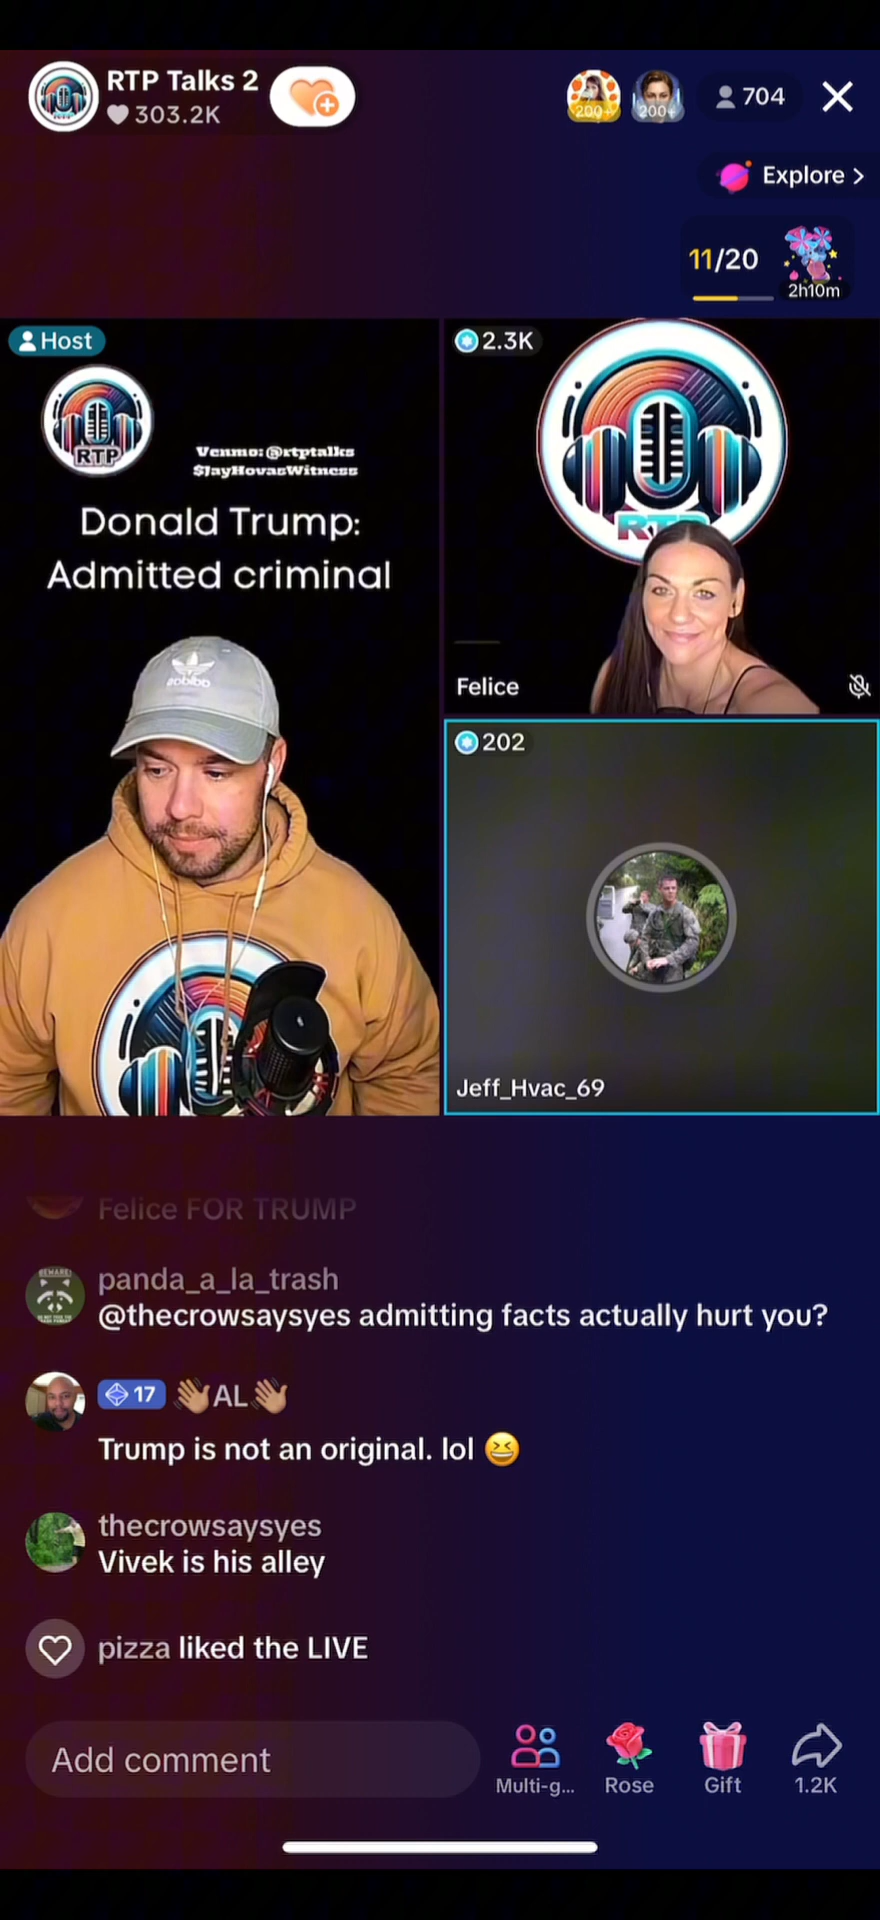 RTP Talks 2
303.2K
200+
200+
704
Explore >
11/20
2h10m
Host
RTP
Venmo: @rtptalks
$JayHovasWitness
Donald Trump:
Admitted criminal
2.3K
RTP
Felice
202
Jeff_Hvac_69
Felice FOR TRUMP
panda_a_la_trash
@thecrowsaysyes admitting facts actually hurt you?
17 👋🏽AL👋🏽
Trump is not an original. lol 😆
thecrowsaysyes
Vivek is his alley
pizza liked the LIVE
Add comment
Multi-g...
Rose
Gift
1.2K